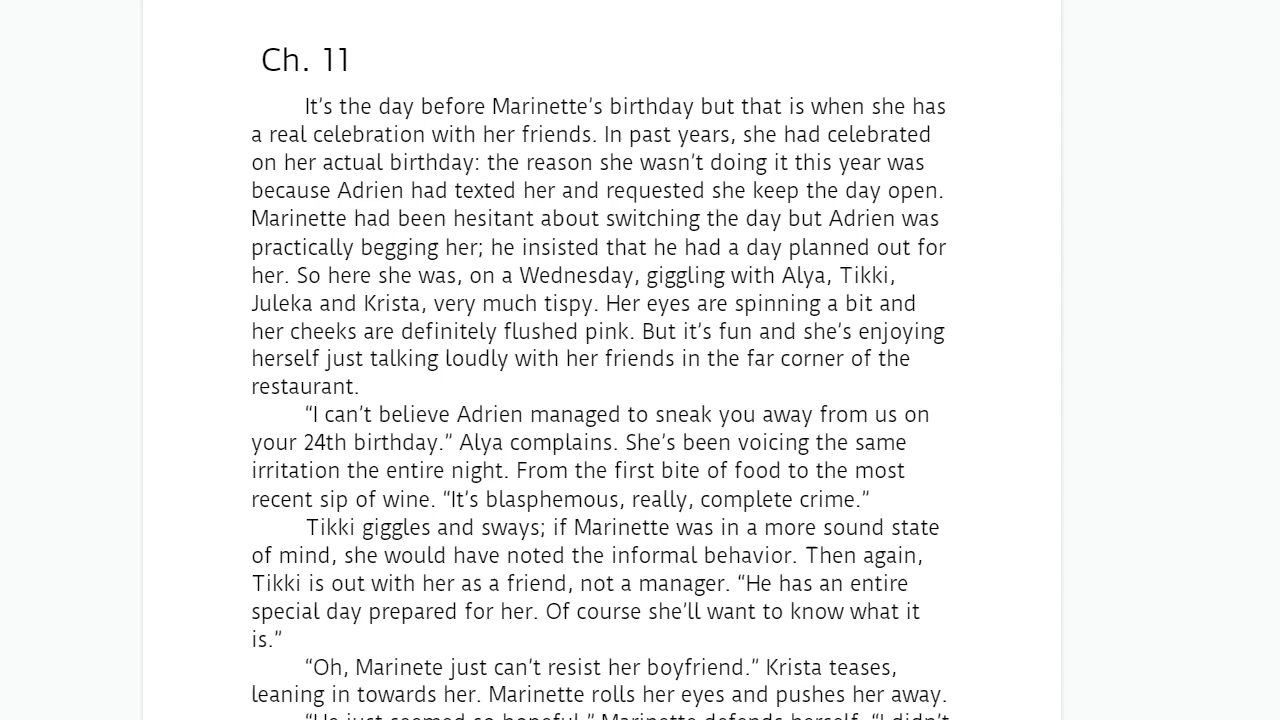 Ch. 11
It’s the day before Marinette’s birthday but that is when she has
a real celebration with her friends. In past years, she had celebrated
on her actual birthday: the reason she wasn’t doing it this year was
because Adrien had texted her and requested she keep the day open.
Marinette had been hesitant about switching the day but Adrien was
practically begging her; he insisted that he had a day planned out for
her. So here she was, on a Wednesday, giggling with Alya, Tikki,
Juleka and Krista, very much tispy. Her eyes are spinning a bit and
her cheeks are definitely flushed pink. But it’s fun and she’s enjoying
herself just talking loudly with her friends in the far corner of the
restaurant.
“I can’t believe Adrien managed to sneak you away from us on
your 24th birthday.” Alya complains. She’s been voicing the same
irritation the entire night. From the first bite of food to the most
recent sip of wine. “It’s blasphemous, really, complete crime.”
Tikki giggles and sways; if Marinette was in a more sound state
of mind, she would have noted the informal behavior. Then again,
Tikki is out with her as a friend, not a manager. “He has an entire
special day prepared for her. Of course she’ll want to know what it
is.”
“Oh, Marinete just can’t resist her boyfriend.” Krista teases,
leaning in towards her. Marinette rolls her eyes and pushes her away.
“He just seemed so hopeful.” Marinette defends herself. “I didn’t